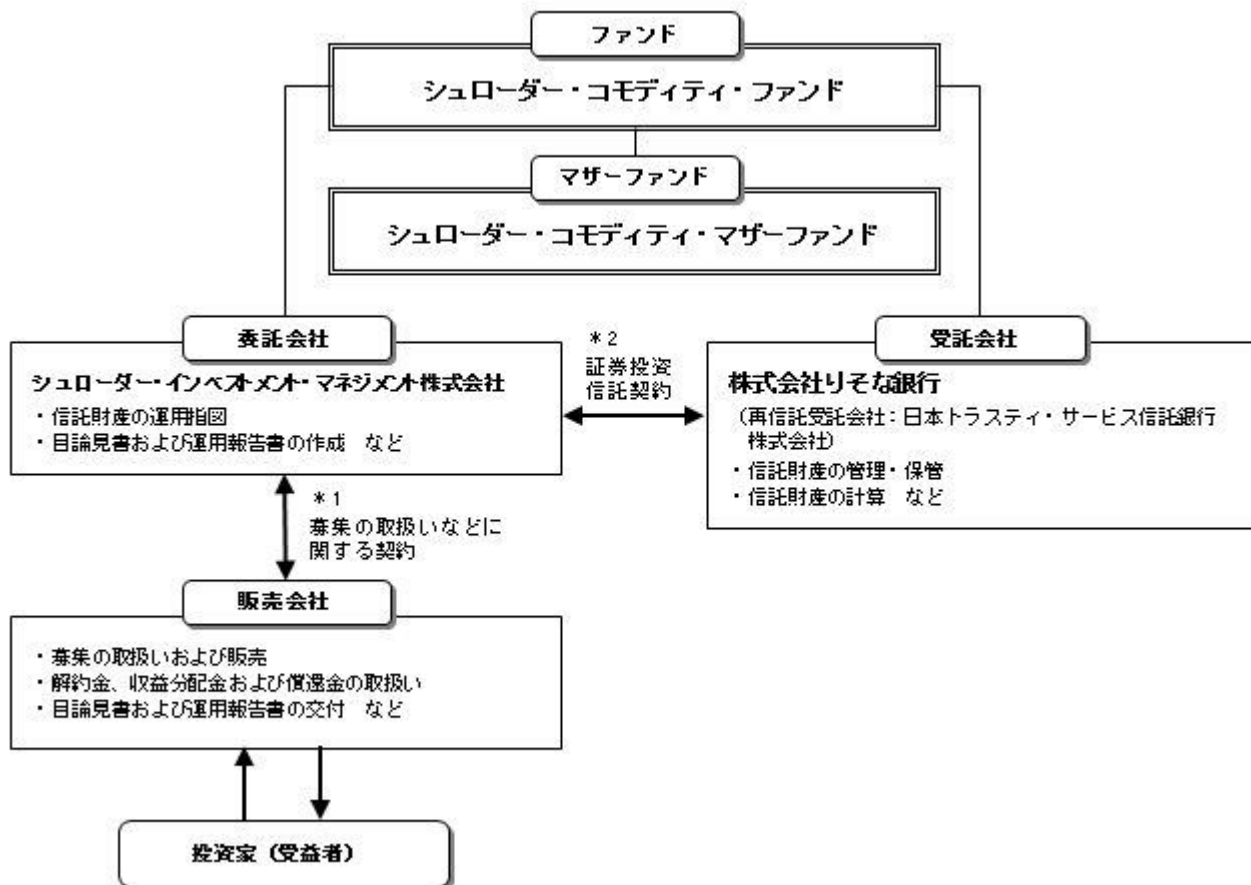 ファンド
シュローダー・コモディティ・ファンド
マザーファンド
シュローダー・コモディティ・マザーファンド
委託会社
シュローダー・インベストメント・マネジメント株式会社
・信託財産の運用指図
・目論見書および運用報告書の作成　など
＊2
証券投資
信託契約
受託会社
株式会社りそな銀行
（再信託受託会社：日本トラスティ・サービス信託銀行
株式会社）
・信託財産の管理・保管
・信託財産の計算　など
＊1
募集の取扱いなどに
関する契約
販売会社
・募集の取扱いおよび販売
・解約金、収益分配金および償還金の取扱い
・目論見書および運用報告書の交付　など
投資家（受益者）